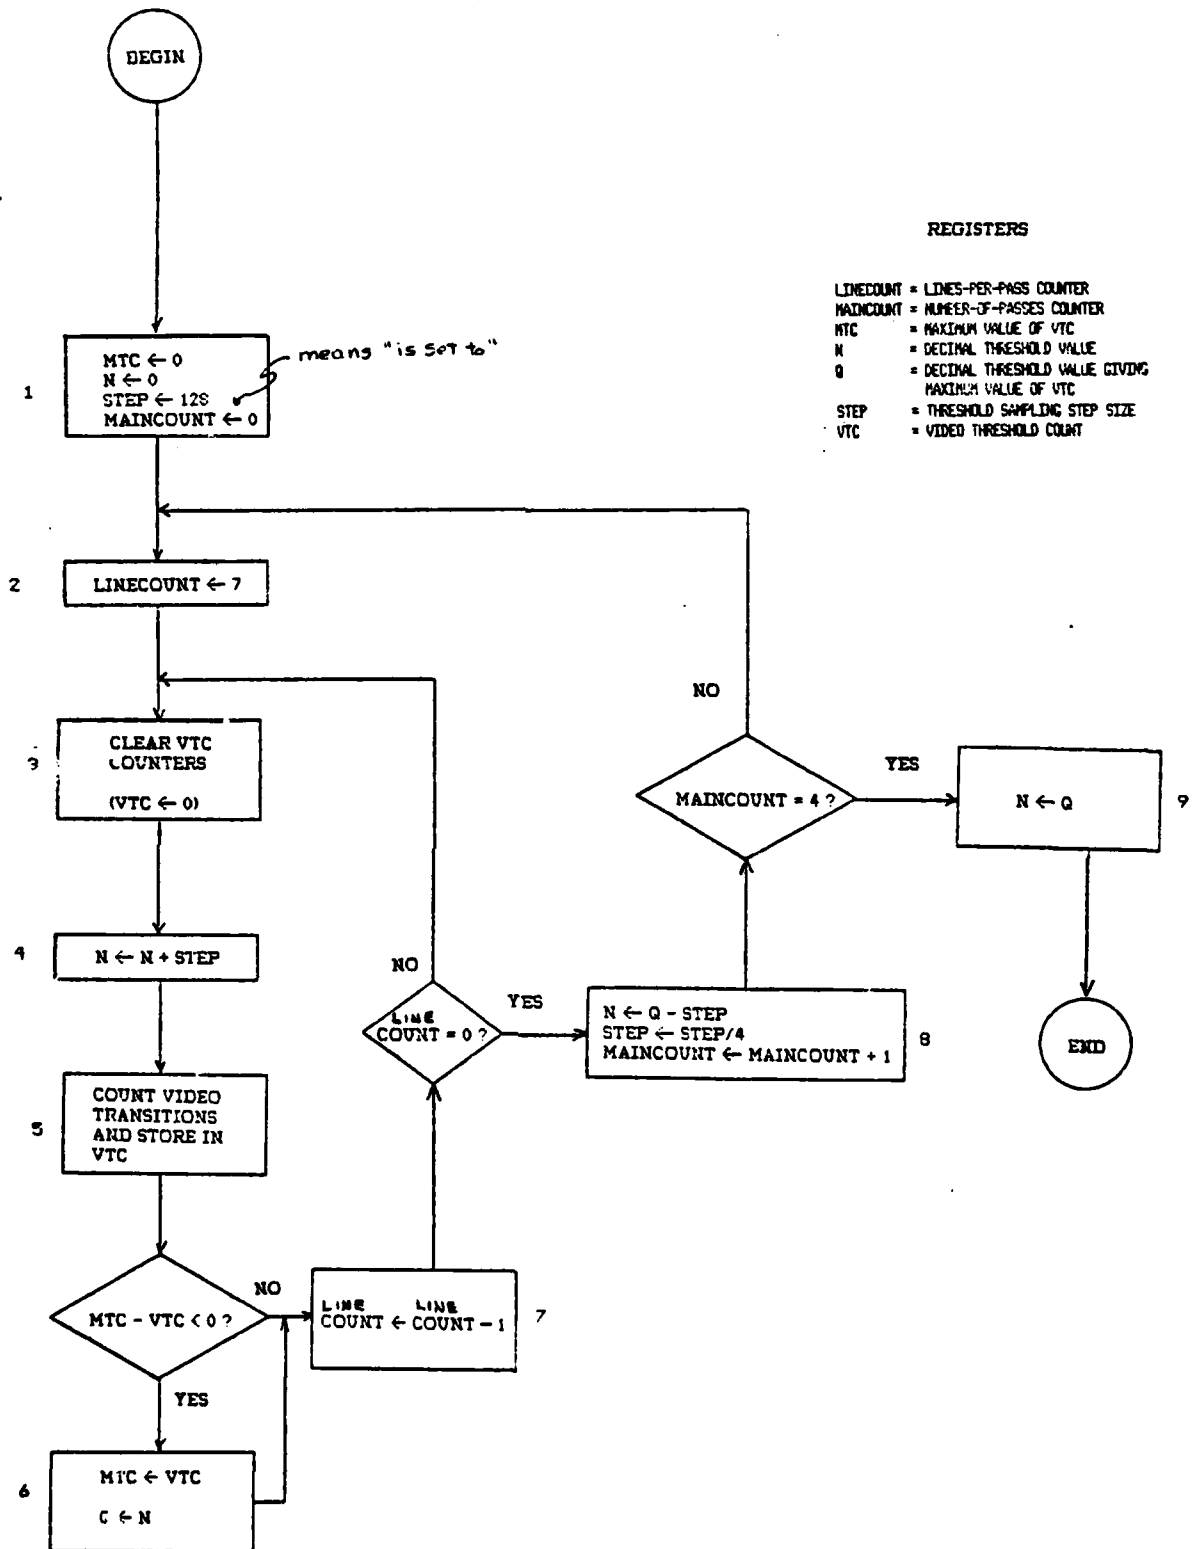 BEGIN
REGISTERS
LINECOUNT = LINES-PER-PASS COUNTER
MAINCOUNT = NUMBER-OF-PASSES COUNTER
MTC = MAXIMUM VALUE OF VTC
N = DECIMAL THRESHOLD VALUE
Q = DECIMAL THRESHOLD VALUE GIVING
MAXIMUM VALUE OF VTC
STEP = THRESHOLD SAMPLING STEP SIZE
VTC = VIDEO THRESHOLD COUNT
1
MTC ← 0
N ← 0
STEP ← 128
MAINCOUNT ← 0
means "is set to"
2
LINECOUNT ← 7
3
CLEAR VTC
COUNTERS
(VTC ← 0)
4
N ← N + STEP
5
COUNT VIDEO
TRANSITIONS
AND STORE IN
VTC
MTC - VTC < 0 ?
NO
YES
6
MTC ← VTC
C ← N
LINE LINE
COUNT ← COUNT - 1
7
NO
LINE
COUNT = 0 ?
YES
N ← Q - STEP
STEP ← STEP/4
MAINCOUNT ← MAINCOUNT + 1
8
NO
MAINCOUNT = 4 ?
YES
N ← Q
9
END